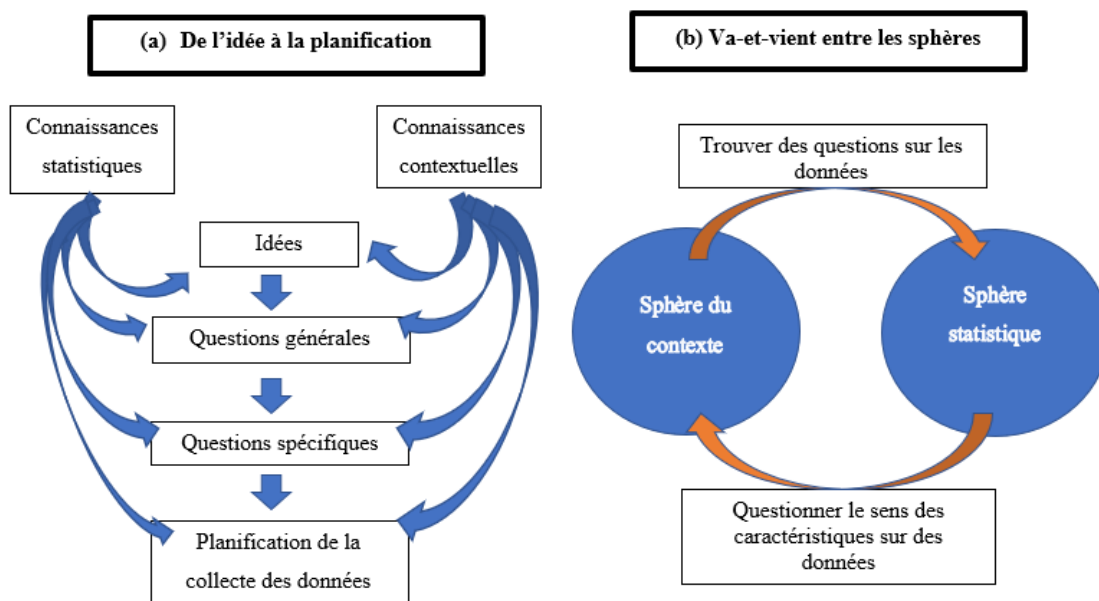 (a) De l'idée à la planification
Connaissances
statistiques
Connaissances
contextuelles
Idées
Questions générales
Questions spécifiques
Planification de la
collecte des données
(b) Va-et-vient entre les sphères
Trouver des questions sur les
données
Sphère du
contexte
Sphère
statistique
Questionner le sens des
caractéristiques sur des
données